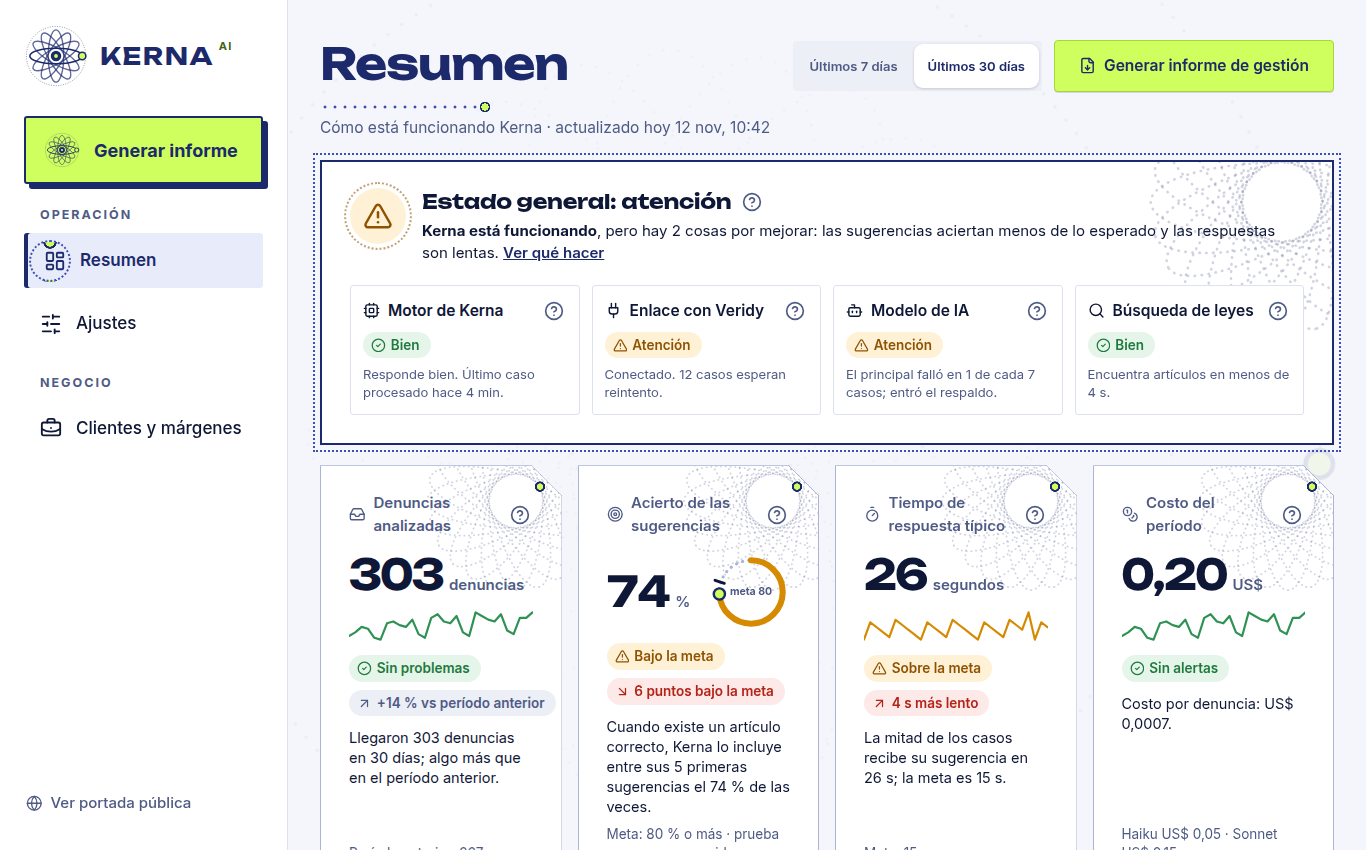 KERNA AI
Generar informe
OPERACIÓN
Resumen
Ajustes
NEGOCIO
Clientes y márgenes
Ver portada pública
Resumen
Últimos 7 días
Últimos 30 días
Generar informe de gestión
Cómo está funcionando Kerna · actualizado hoy 12 nov, 10:42
Estado general: atención
Kerna está funcionando, pero hay 2 cosas por mejorar: las sugerencias aciertan menos de lo esperado y las respuestas
son lentas. Ver qué hacer
Motor de Kerna
Bien
Responde bien. Último caso
procesado hace 4 min.
Enlace con Veridy
Atención
Conectado. 12 casos esperan
reintento.
Modelo de IA
Atención
El principal falló en 1 de cada 7
casos; entró el respaldo.
Búsqueda de leyes
Bien
Encuentra artículos en menos de
4 s.
Denuncias
analizadas
303 denuncias
Sin problemas
+14 % vs período anterior
Llegaron 303 denuncias
en 30 días; algo más que
en el período anterior.
Acierto de las
sugerencias
74 %
meta 80
Bajo la meta
6 puntos bajo la meta
Cuando existe un artículo
correcto, Kerna lo incluye
entre sus 5 primeras
sugerencias el 74 % de las
veces.
Meta: 80 % o más · prueba
Tiempo de
respuesta típico
26 segundos
Sobre la meta
4 s más lento
La mitad de los casos
recibe su sugerencia en
26 s; la meta es 15 s.
Costo del
período
0,20 US$
Sin alertas
Costo por denuncia: US$
0,0007.
Haiku US$ 0,05 · Sonnet